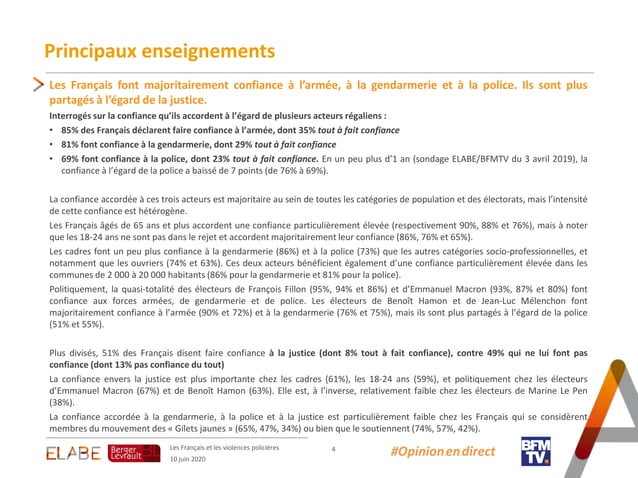 Principaux enseignements
Les Français font majoritairement confiance à l’armée, à la gendarmerie et à la police. Ils sont plus
partagés à l’égard de la justice.
Interrogés sur la confiance qu’ils accordent à l’égard de plusieurs acteurs régaliens :
• 85% des Français déclarent faire confiance à l’armée, dont 35% tout à fait confiance
• 81% font confiance à la gendarmerie, dont 29% tout à fait confiance
• 69% font confiance à la police, dont 23% tout à fait confiance. En un peu plus d’1 an (sondage ELABE/BFMTV du 3 avril 2019), la
confiance à l’égard de la police a baissé de 7 points (de 76% à 69%).
La confiance accordée à ces trois acteurs est majoritaire au sein de toutes les catégories de population et des électorats, mais l’intensité
de cette confiance est hétérogène.
Les Français âgés de 65 ans et plus accordent une confiance particulièrement élevée (respectivement 90%, 88% et 76%), mais à noter
que les 18-24 ans ne sont pas dans le rejet et accordent majoritairement leur confiance (86%, 76% et 65%).
Les cadres font un peu plus confiance à la gendarmerie (86%) et à la police (73%) que les autres catégories socio-professionnelles, et
notamment que les ouvriers (74% et 63%). Ces deux acteurs bénéficient également d’une confiance particulièrement élevée dans les
communes de 2 000 à 20 000 habitants (86% pour la gendarmerie et 81% pour la police).
Politiquement, la quasi-totalité des électeurs de François Fillon (95%, 94% et 86%) et d’Emmanuel Macron (93%, 87% et 80%) font
confiance aux forces armées, de gendarmerie et de police. Les électeurs de Benoît Hamon et de Jean-Luc Mélenchon font
majoritairement confiance à l’armée (90% et 72%) et à la gendarmerie (76% et 75%), mais ils sont plus partagés à l’égard de la police
(51% et 55%).
Plus divisés, 51% des Français disent faire confiance à la justice (dont 8% tout à fait confiance), contre 49% qui ne lui font pas
confiance (dont 13% pas confiance du tout)
La confiance envers la justice est plus importante chez les cadres (61%), les 18-24 ans (59%), et politiquement chez les électeurs
d’Emmanuel Macron (67%) et de Benoît Hamon (63%). Elle est, à l’inverse, relativement faible chez les électeurs de Marine Le Pen
(38%).
La confiance accordée à la gendarmerie, à la police et à la justice est particulièrement faible chez les Français qui se considèrent
membres du mouvement des « Gilets jaunes » (65%, 47%, 34%) ou bien que le soutiennent (74%, 57%, 42%).
ELABE
Berger
Levrault
Les Français et les violences policières
10 juin 2020
4
#Opinion en direct
BFM
TV.